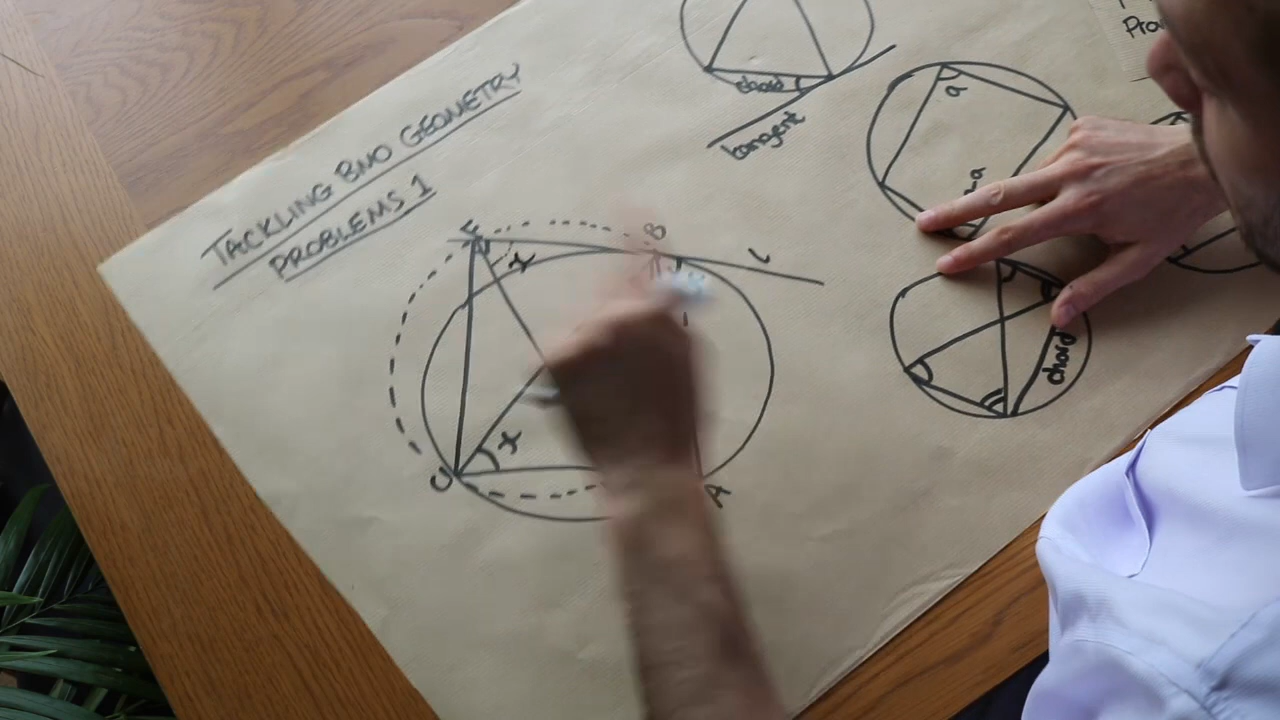 TACKLING BMO GEOMETRY
PROBLEMS 1
chord
tangent
a
chord
B
L
x
x
C
A